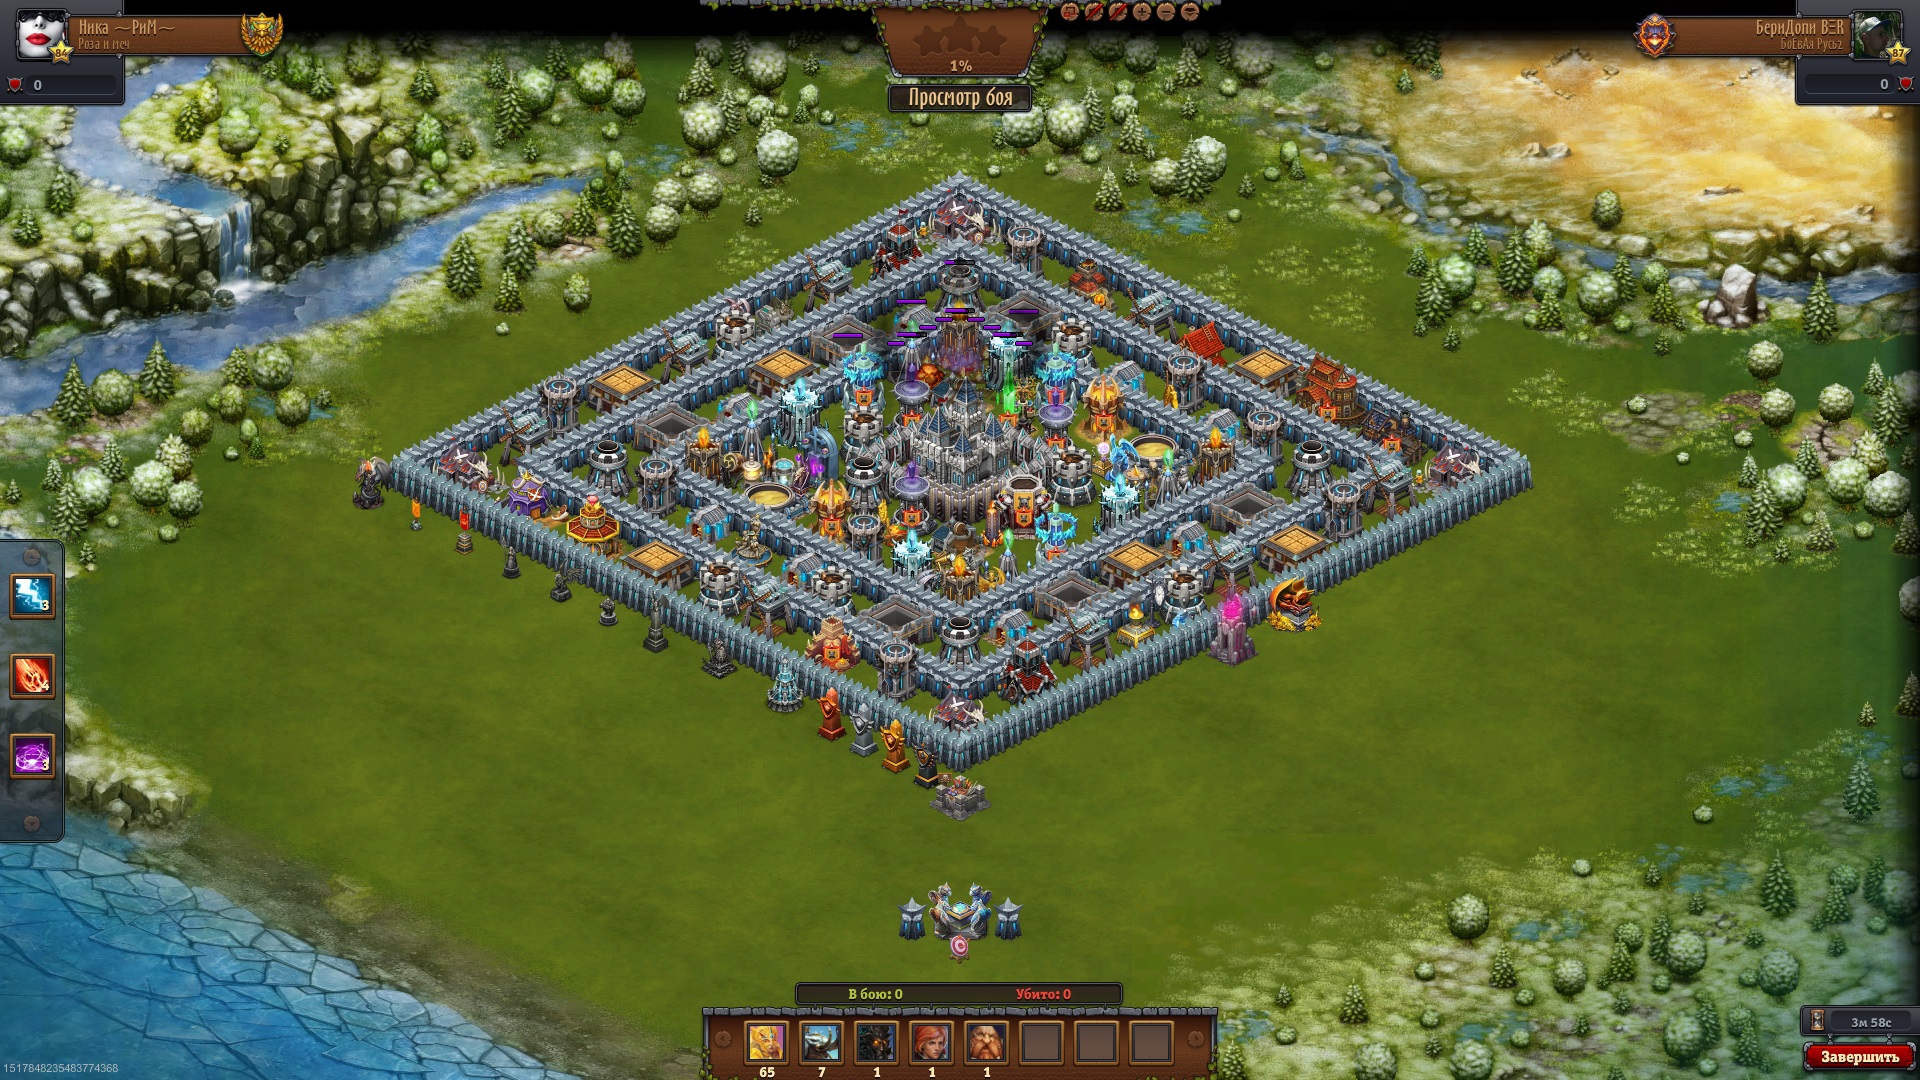 Ника ~РиМ~
Роза и меч
84
0
1%
Просмотр боя
БериДопи
БоЕвАя Русь2
87
0
3
4
3
В бою: 0
Убито: 0
65
7
1
1
1
3м 58с
Завершить
1517848235483774368